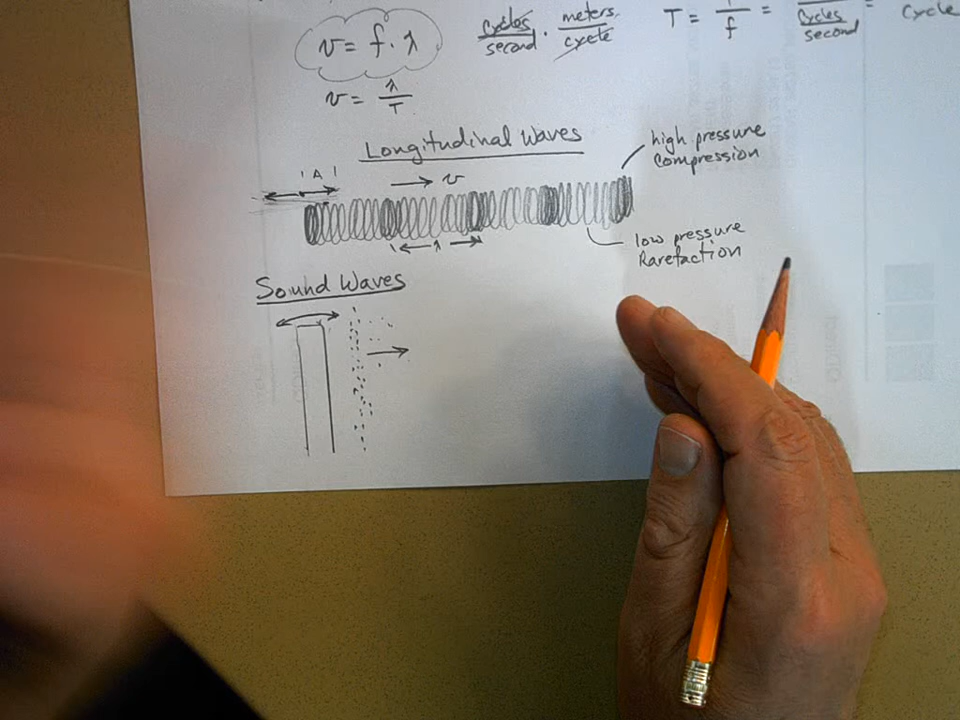 v = f · λ
cycles/second · meters/cycle
T = 1/f = cycles/second = cycle
v = λ/T
Longitudinal Waves
high pressure
compression
A
v
λ
low pressure
Rarefaction
Sound Waves